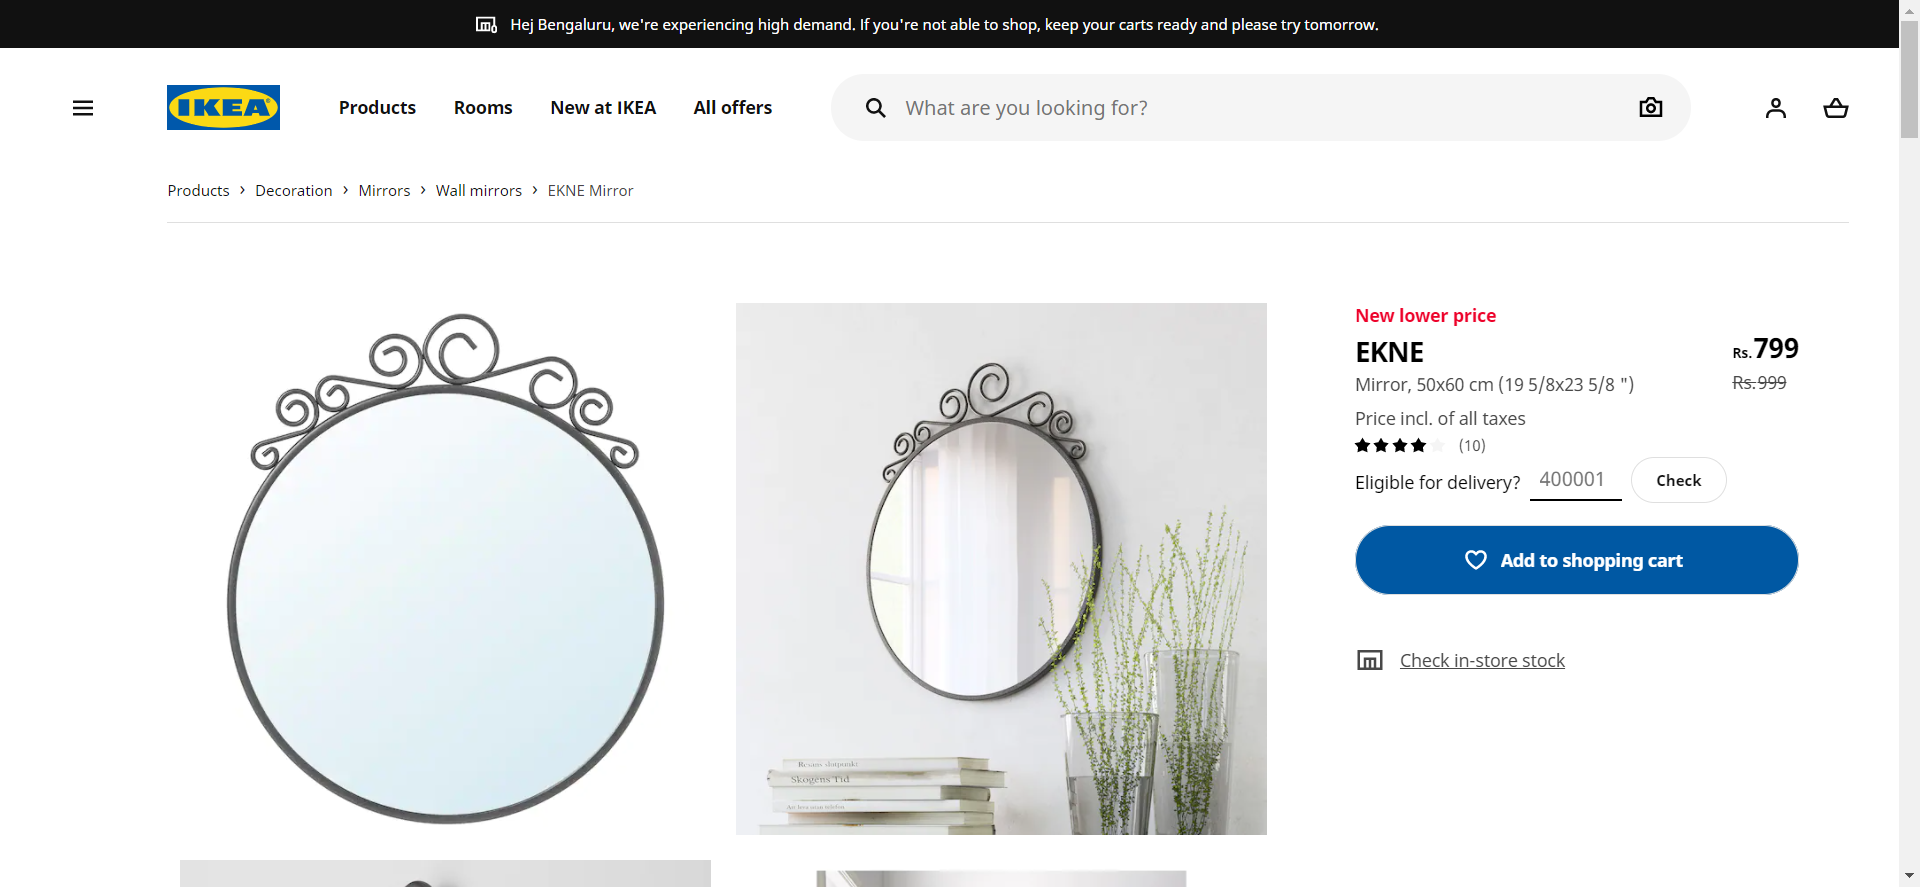 Hej Bengaluru, we're experiencing high demand. If you're not able to shop, keep your carts ready and please try tomorrow.
IKEA
Products
Rooms
New at IKEA
All offers
What are you looking for?
Products > Decoration > Mirrors > Wall mirrors > EKNE Mirror
New lower price
EKNE
Rs.799
Mirror, 50x60 cm (19 5/8x23 5/8 ")
Rs.999
Price incl. of all taxes
(10)
Eligible for delivery? 400001 Check
Add to shopping cart
Check in-store stock
Skogens Tid